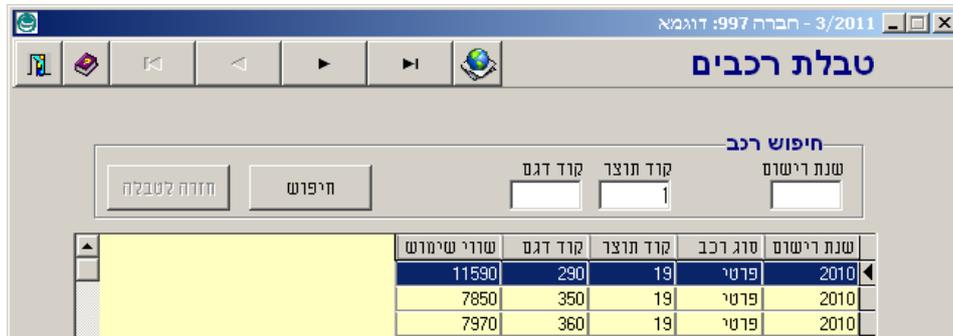 3/2011 - חברה 997: דוגמא
טבלת רכבים
חיפוש רכב
שנת רישום קוד תוצר קוד דגם
1
חיפוש חזרה לטבלה
שנת רישום סוג רכב קוד תוצר קוד דגם שווי שימוש
2010 פרטי 19 290 11590
2010 פרטי 19 350 7850
2010 פרטי 19 360 7970